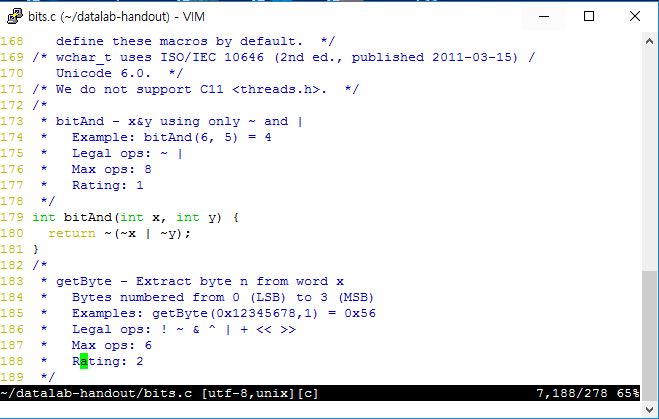 bits.c (~/datalab-handout) - VIM
168    define these macros by default.  */
169 /* wchar_t uses ISO/IEC 10646 (2nd ed., published 2011-03-15) /
170    Unicode 6.0.  */
171 /* We do not support C11 <threads.h>.  */
172 /*
173  * bitAnd - x&y using only ~ and |
174  *   Example: bitAnd(6, 5) = 4
175  *   Legal ops: ~ |
176  *   Max ops: 8
177  *   Rating: 1
178  */
179 int bitAnd(int x, int y) {
180   return ~(~x | ~y);
181 }
182 /*
183  * getByte - Extract byte n from word x
184  *   Bytes numbered from 0 (LSB) to 3 (MSB)
185  *   Examples: getByte(0x12345678,1) = 0x56
186  *   Legal ops: ! ~ & ^ | + << >>
187  *   Max ops: 6
188  *   Rating: 2
189  */
~/datalab-handout/bits.c [utf-8,unix][c]                    7,188/278 65%